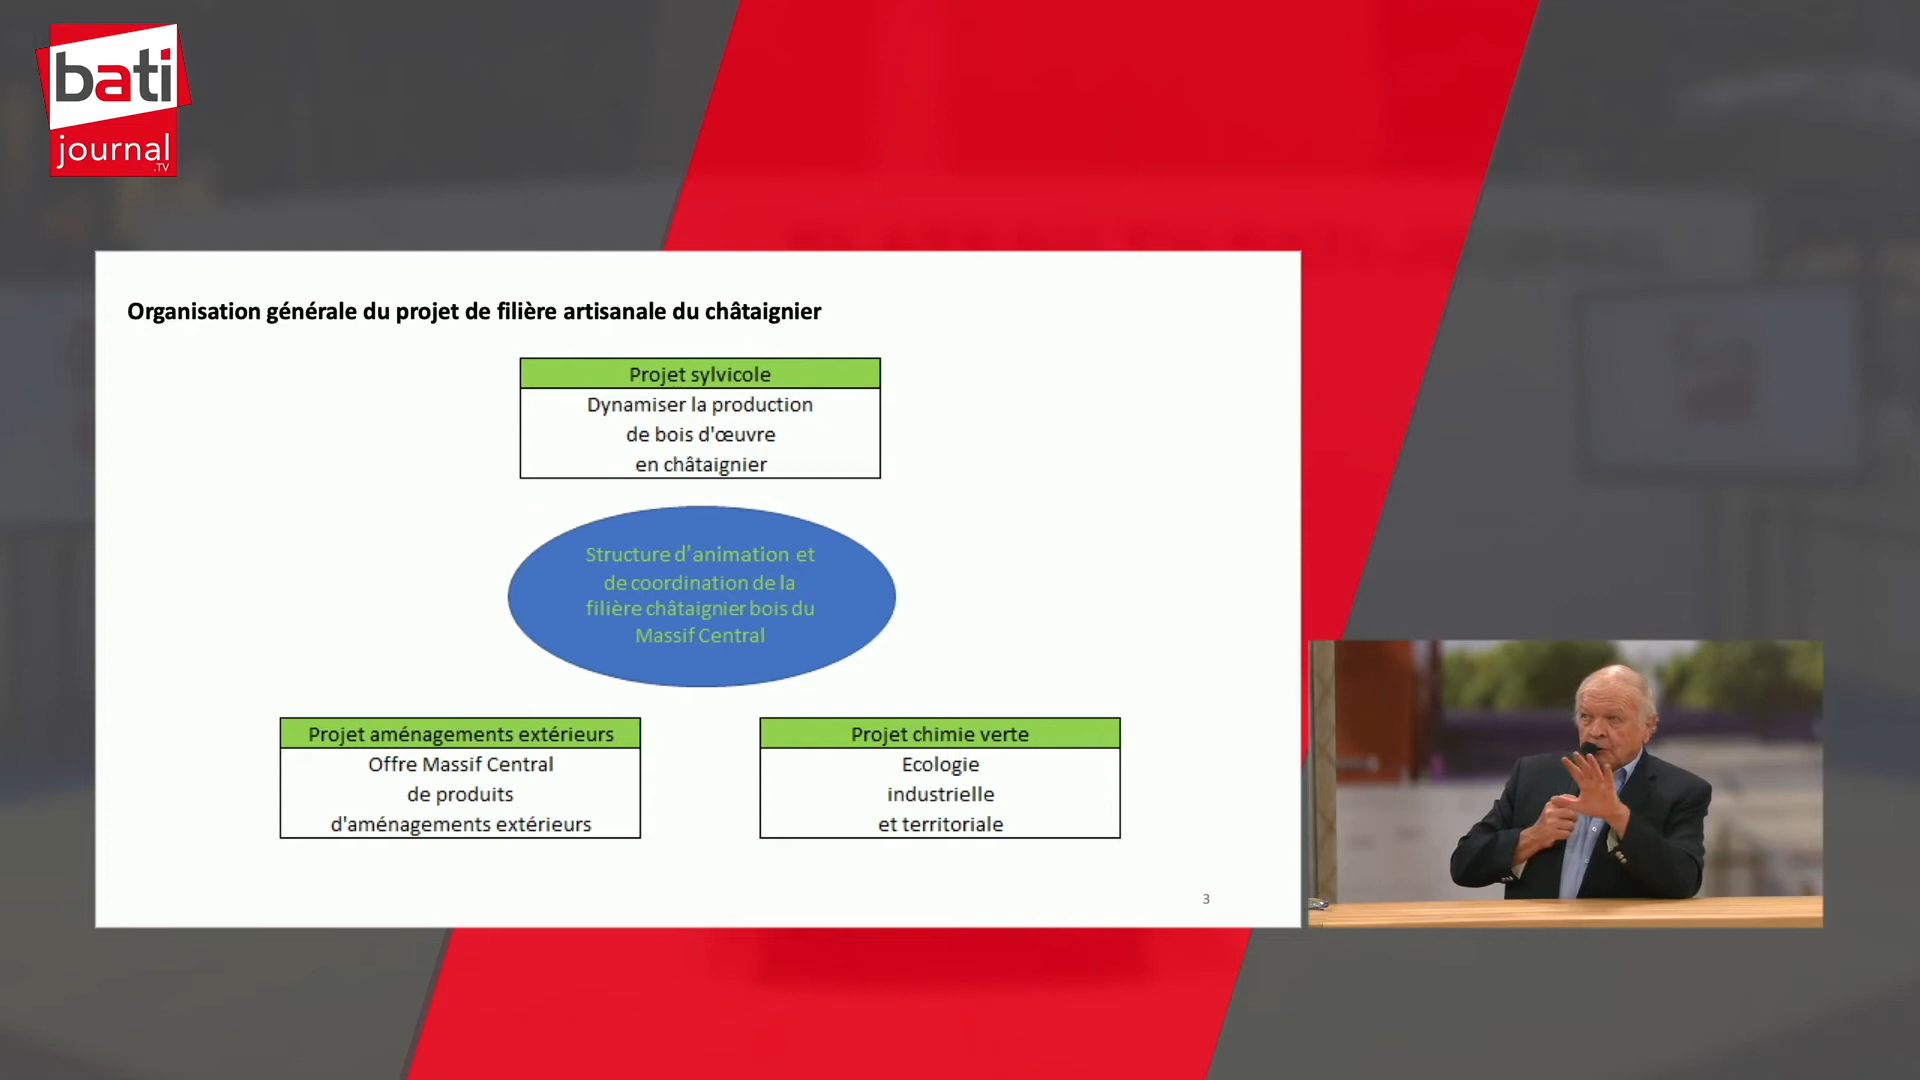 bati
journal
.TV
Organisation générale du projet de filière artisanale du châtaignier
Projet sylvicole
Dynamiser la production
de bois d'œuvre
en châtaignier
Structure d'animation et
de coordination de la
filière châtaignier bois du
Massif Central
Projet aménagements extérieurs
Offre Massif Central
de produits
d'aménagements extérieurs
Projet chimie verte
Ecologie
industrielle
et territoriale
3